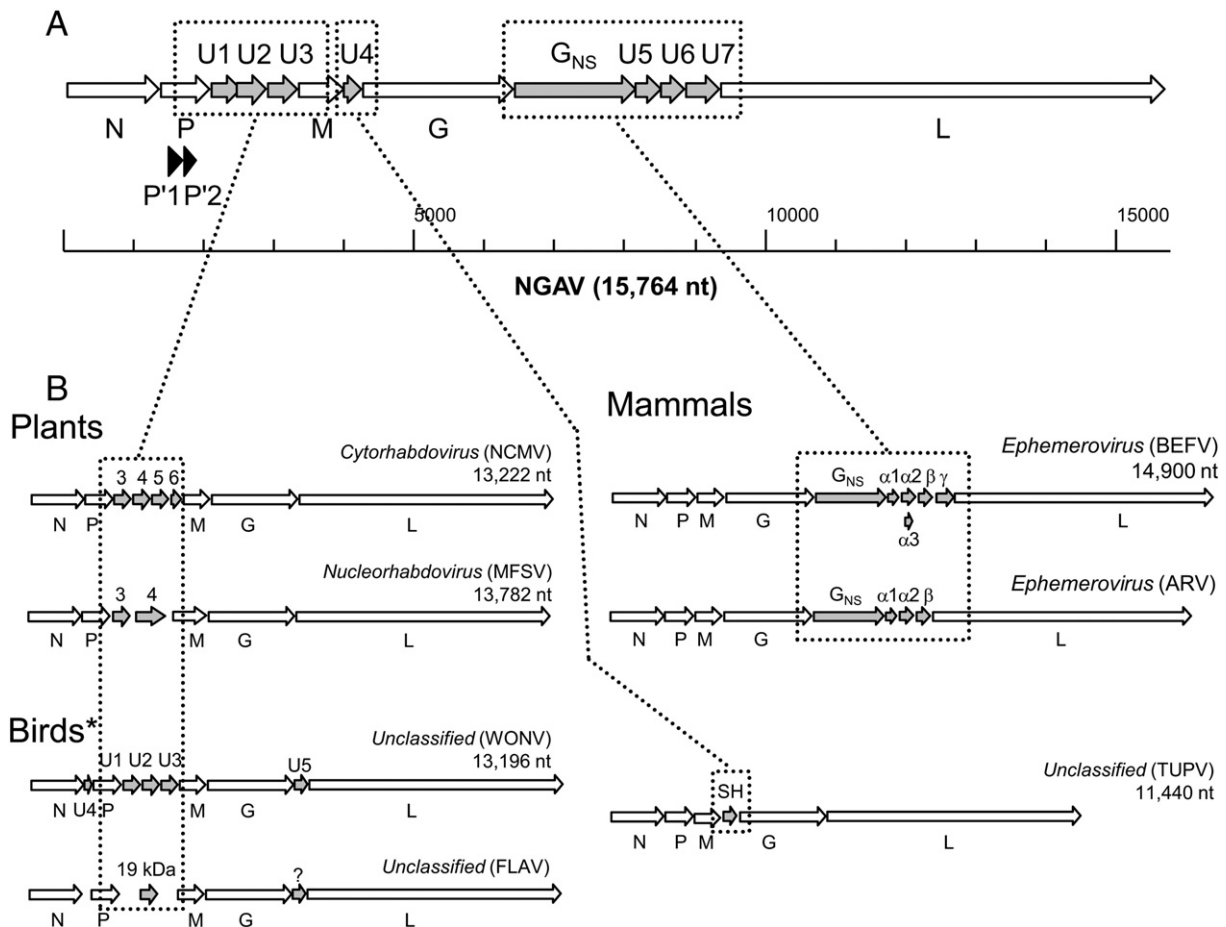 A
U1 U2 U3 U4 G_NS U5 U6 U7
N P M G L
P'1 P'2
5000 10000 15000
NGAV (15,764 nt)
B
Plants
Cytorhabdovirus (NCMV)
13,222 nt
3 4 5 6
N P M G L
Nucleorhabdovirus (MFSV)
13,782 nt
3 4
N P M G L
Birds*
Unclassified (WONV)
13,196 nt
U1 U2 U3 U5
N U4 P M G L
Unclassified (FLAV)
19 kDa ?
N P M G L
Mammals
Ephemerovirus (BEFV)
14,900 nt
G_NS α1 α2 β γ
N P M G L
α3
Ephemerovirus (ARV)
G_NS α1 α2 β
N P M G L
Unclassified (TUPV)
11,440 nt
SH
N P M G L